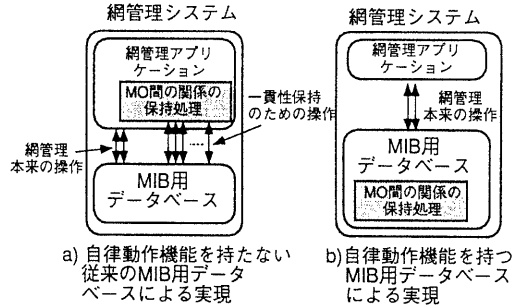 網管理システム
網管理アプリ
ケーション
MO間の関係の
保持処理
一貫性保持
のための操作
網管理
本来の操作
MIB用
データベース
a) 自律動作機能を持たない
従来のMIB用データ
ベースによる実現
網管理システム
網管理アプリ
ケーション
網管理
本来の操作
MIB用
データベース
MO間の関係の
保持処理
b)自律動作機能を持つ
MIB用データベース
による実現